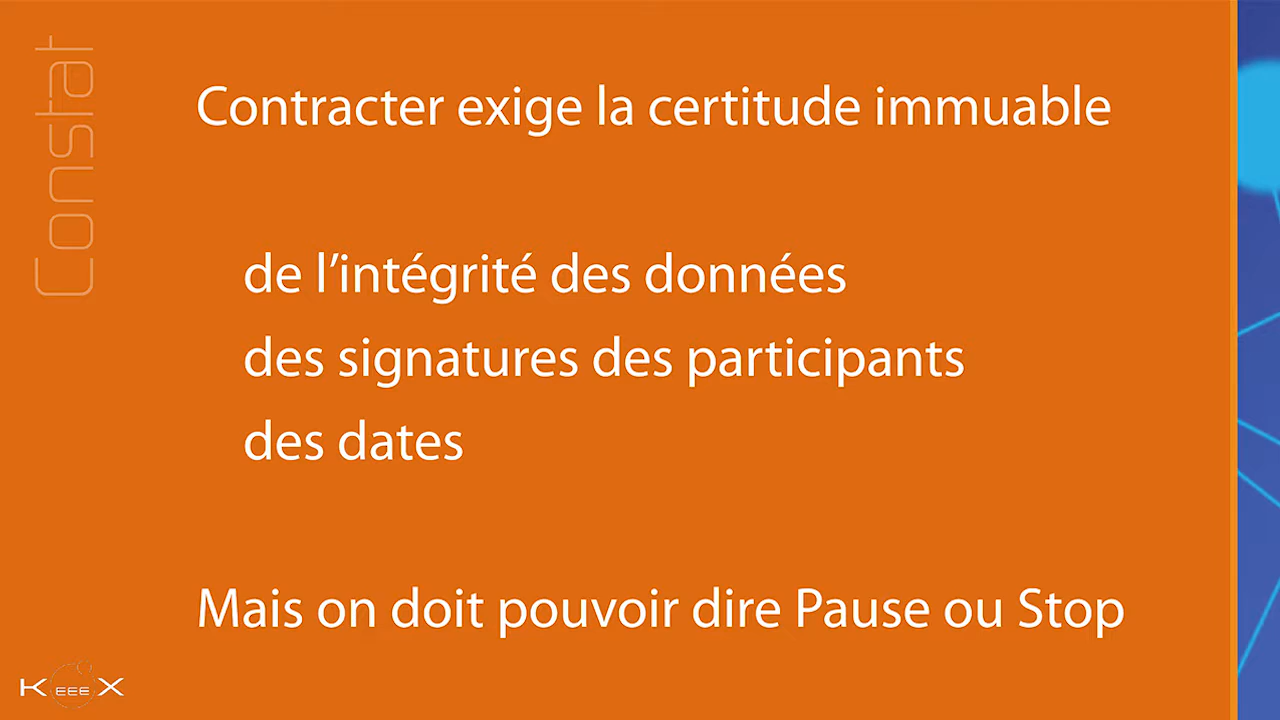 Constat
Contracter exige la certitude immuable
de l’intégrité des données
des signatures des participants
des dates
Mais on doit pouvoir dire Pause ou Stop
KEEEX